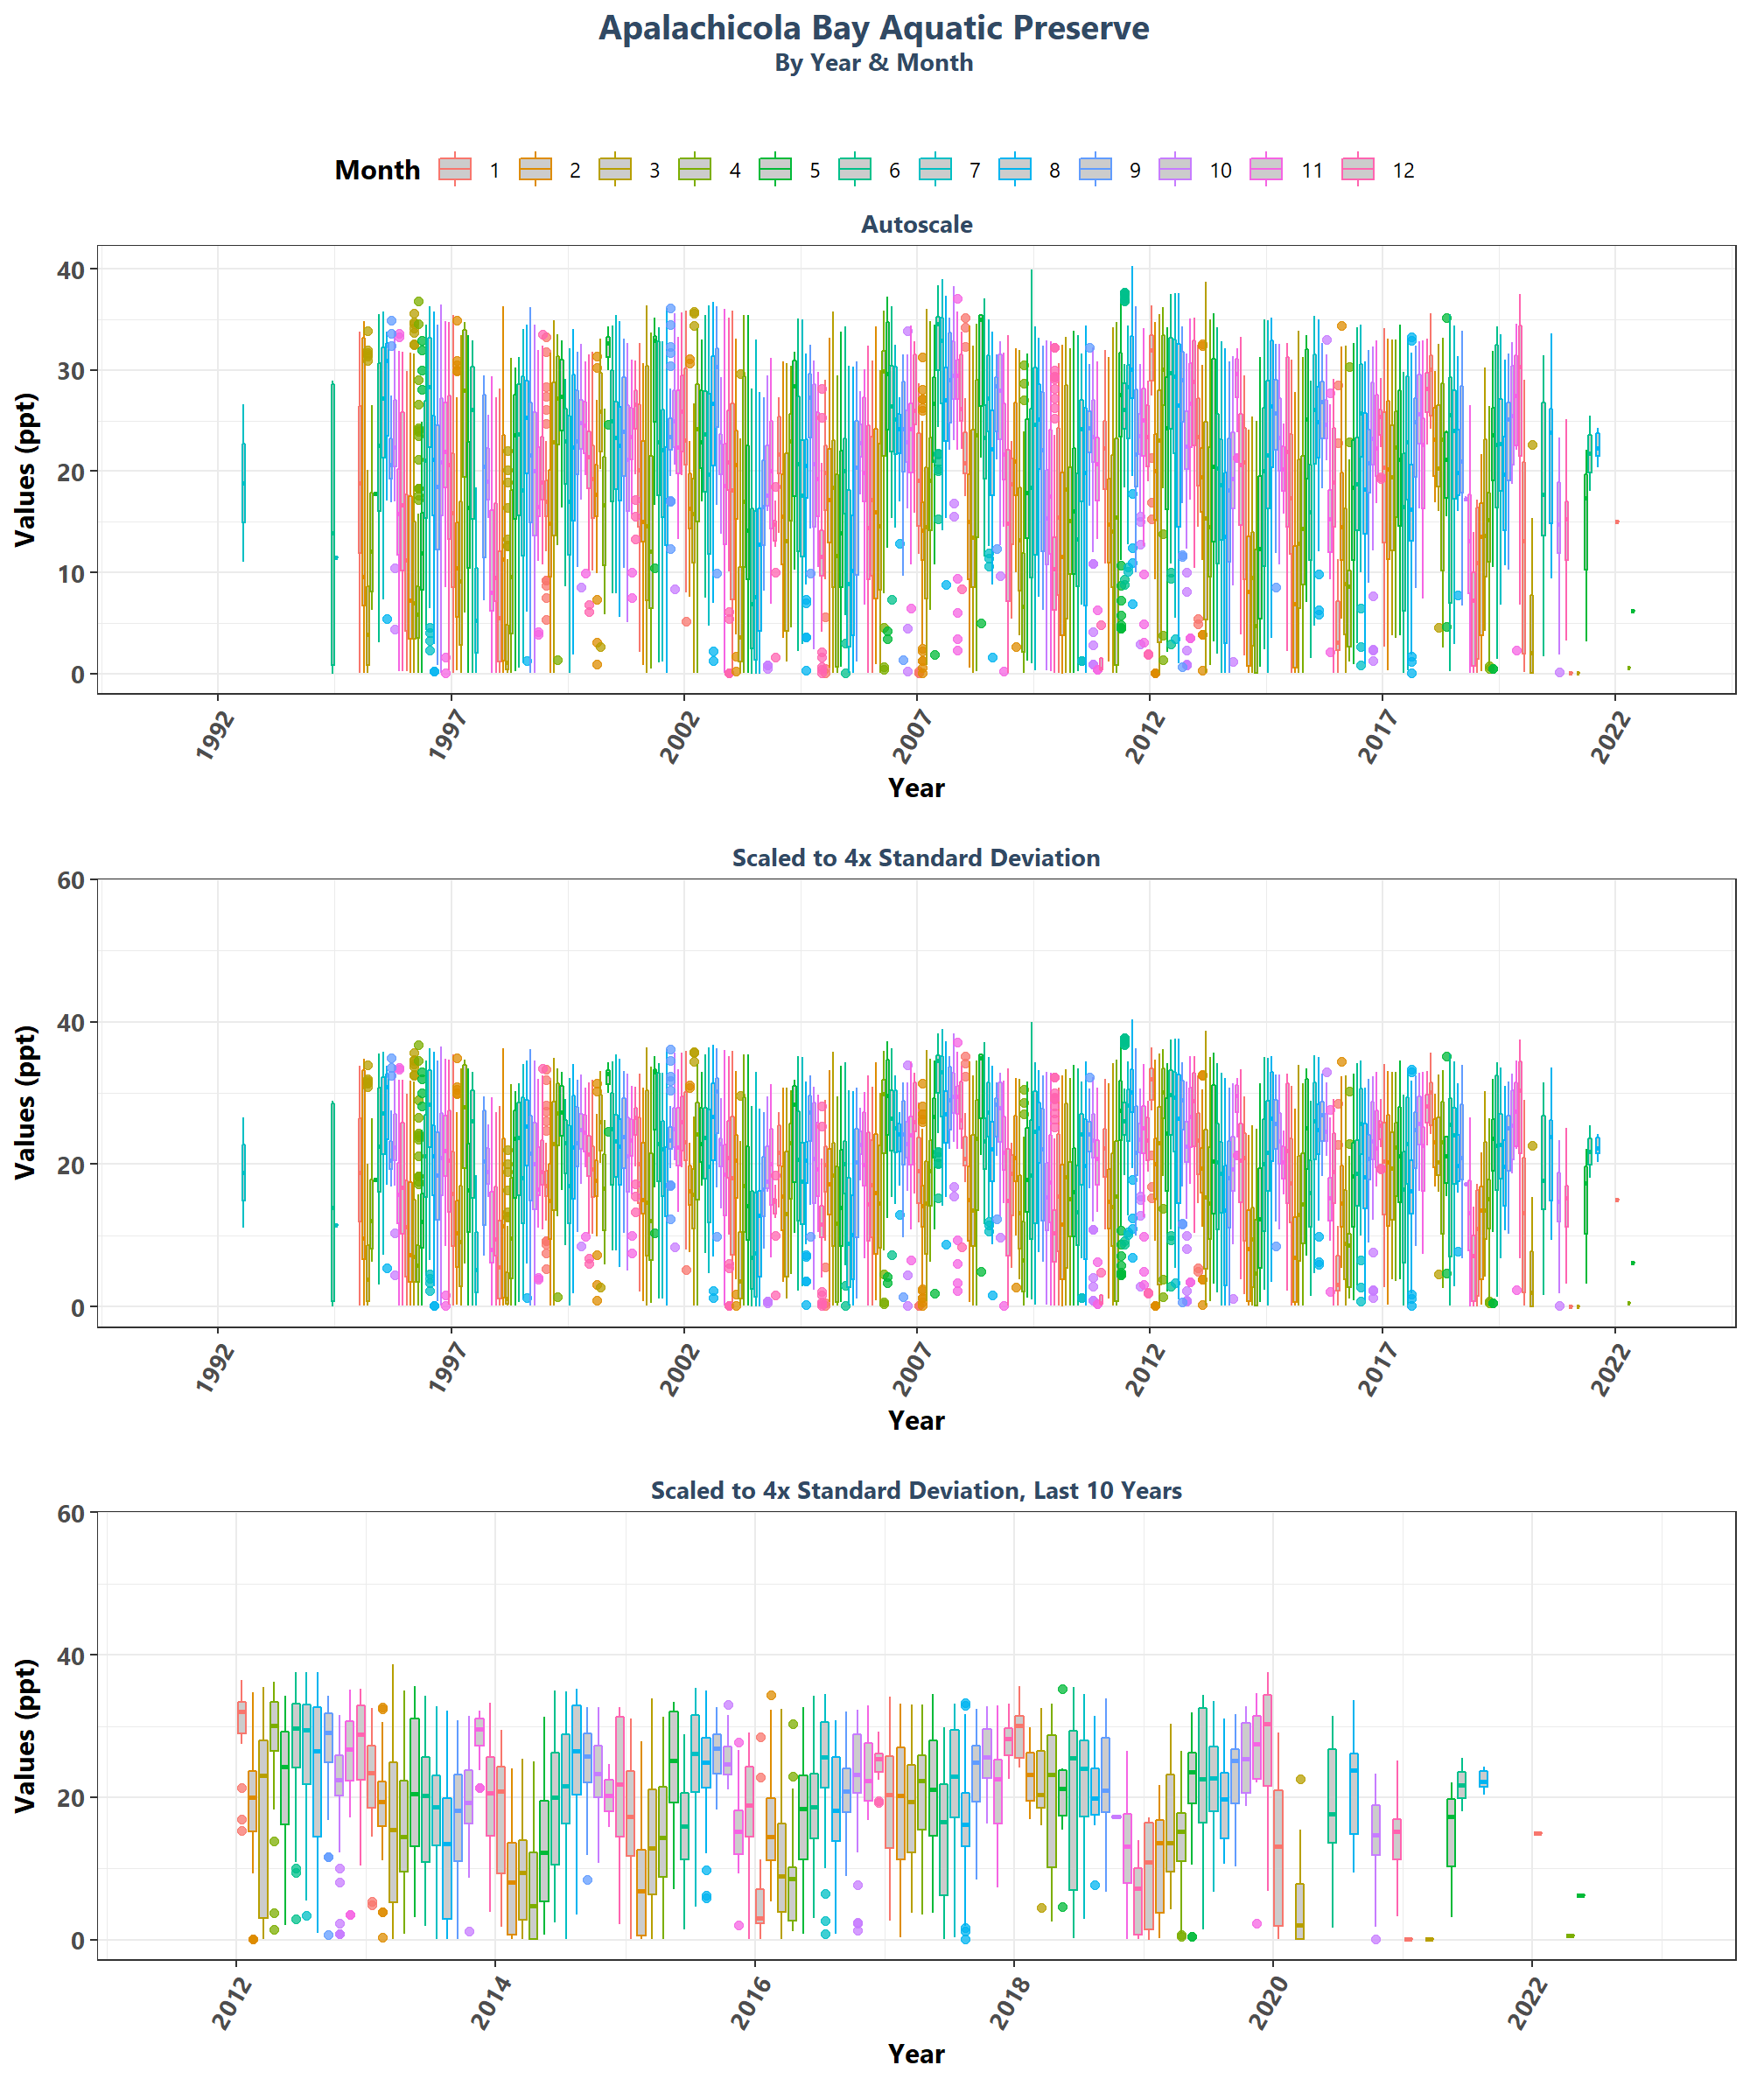 Apalachicola Bay Aquatic Preserve
By Year & Month
Month 1 2 3 4 5 6 7 8 9 10 11 12
Autoscale
Values (ppt)
40
30
20
10
0
1992 1997 2002 2007 2012 2017 2022
Year
Scaled to 4x Standard Deviation
Values (ppt)
60
40
20
0
1992 1997 2002 2007 2012 2017 2022
Year
Scaled to 4x Standard Deviation, Last 10 Years
Values (ppt)
60
40
20
0
2012 2014 2016 2018 2020 2022
Year